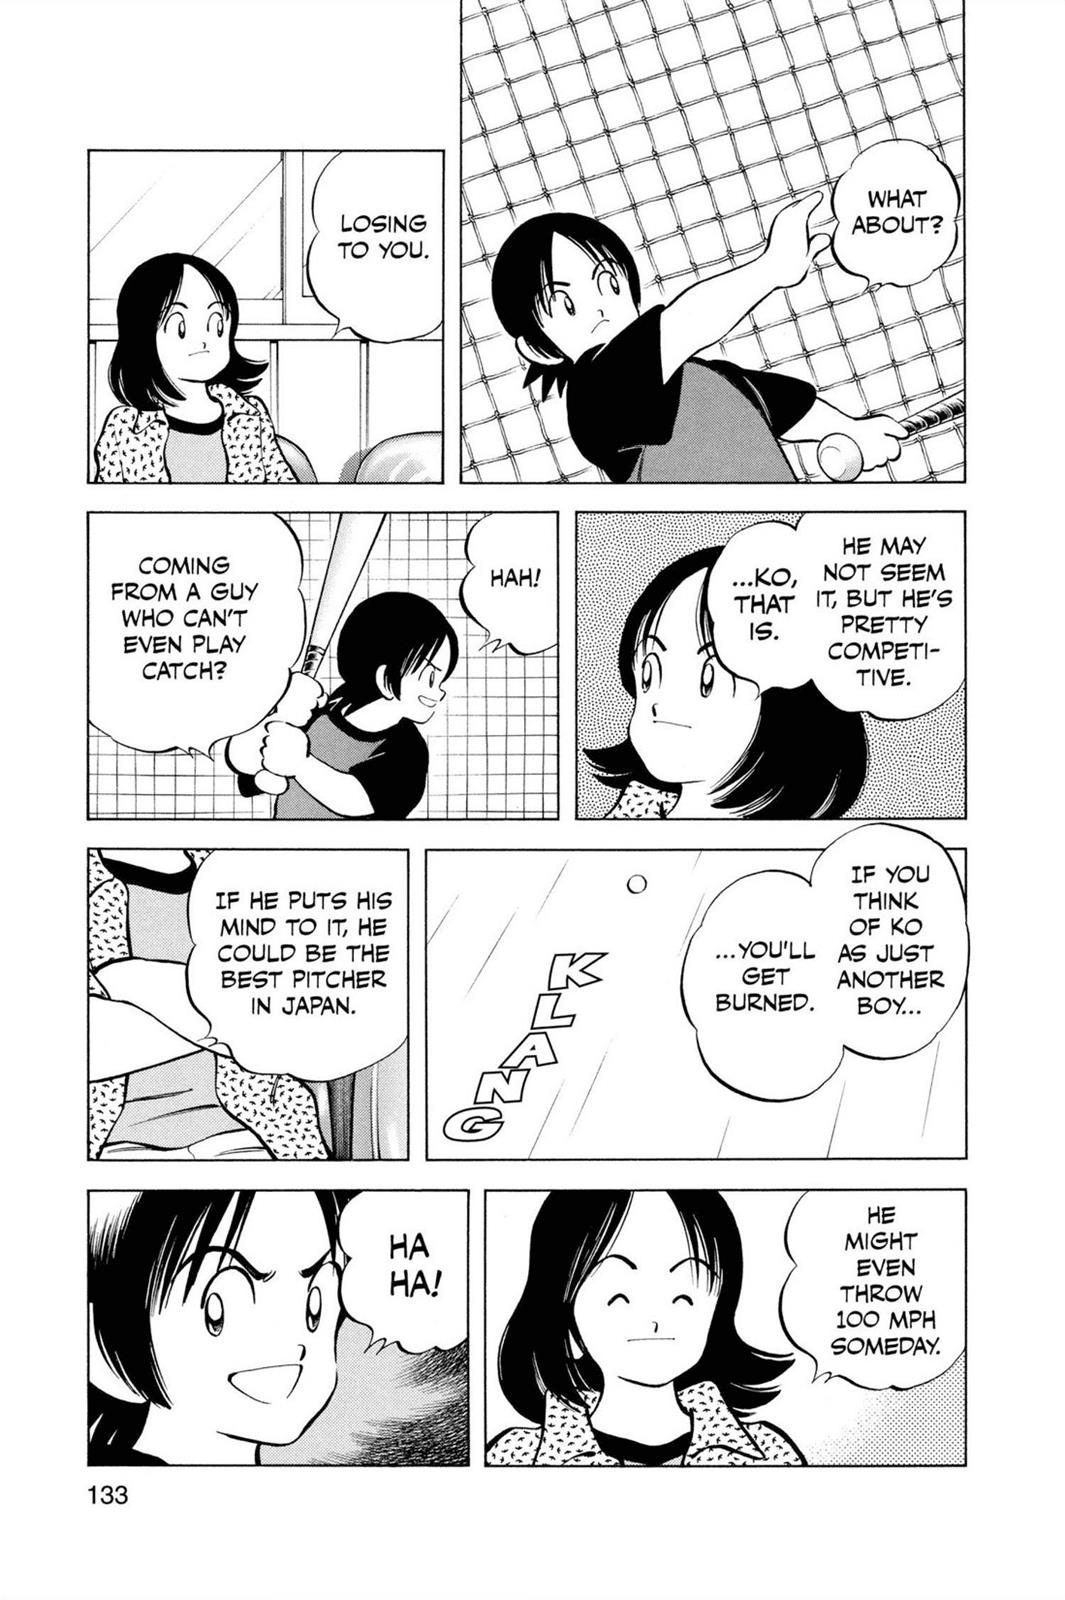 WHAT
ABOUT?
LOSING
TO YOU.
HE MAY
NOT SEEM
IT, BUT HE'S
PRETTY
COMPETI-
TIVE.
...KO,
THAT
IS.
HAH!
COMING
FROM A GUY
WHO CAN'T
EVEN PLAY
CATCH?
IF YOU
THINK
OF KO
AS JUST
ANOTHER
BOY...
...YOU'LL
GET
BURNED.
KLANG
IF HE PUTS HIS
MIND TO IT, HE
COULD BE THE
BEST PITCHER
IN JAPAN.
HE
MIGHT
EVEN
THROW
100 MPH
SOMEDAY.
HA
HA!
133